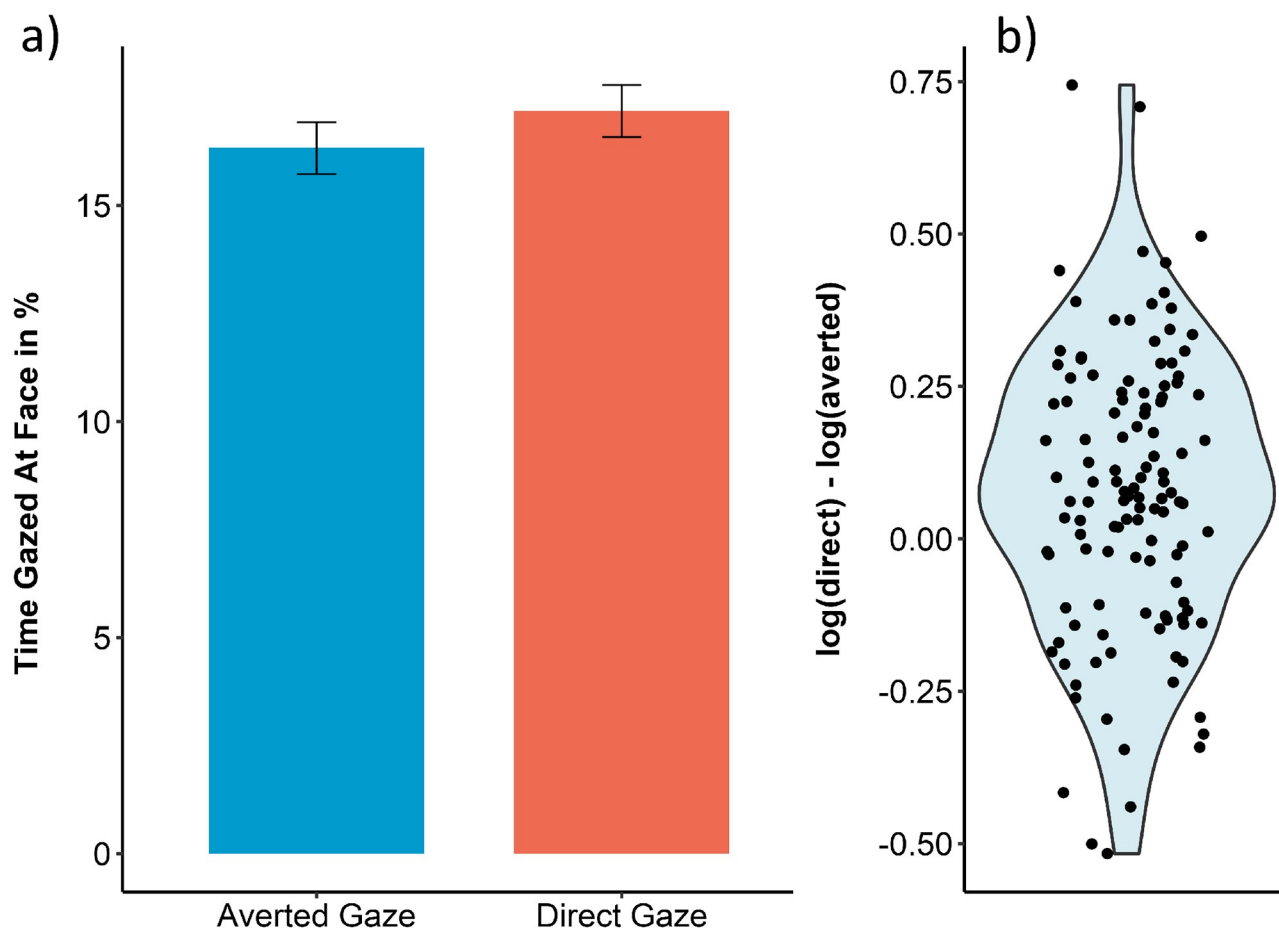 a)
Time Gazed At Face in %
15
10
5
0
Averted Gaze
Direct Gaze
b)
log(direct) - log(averted)
0.75
0.50
0.25
0.00
-0.25
-0.50